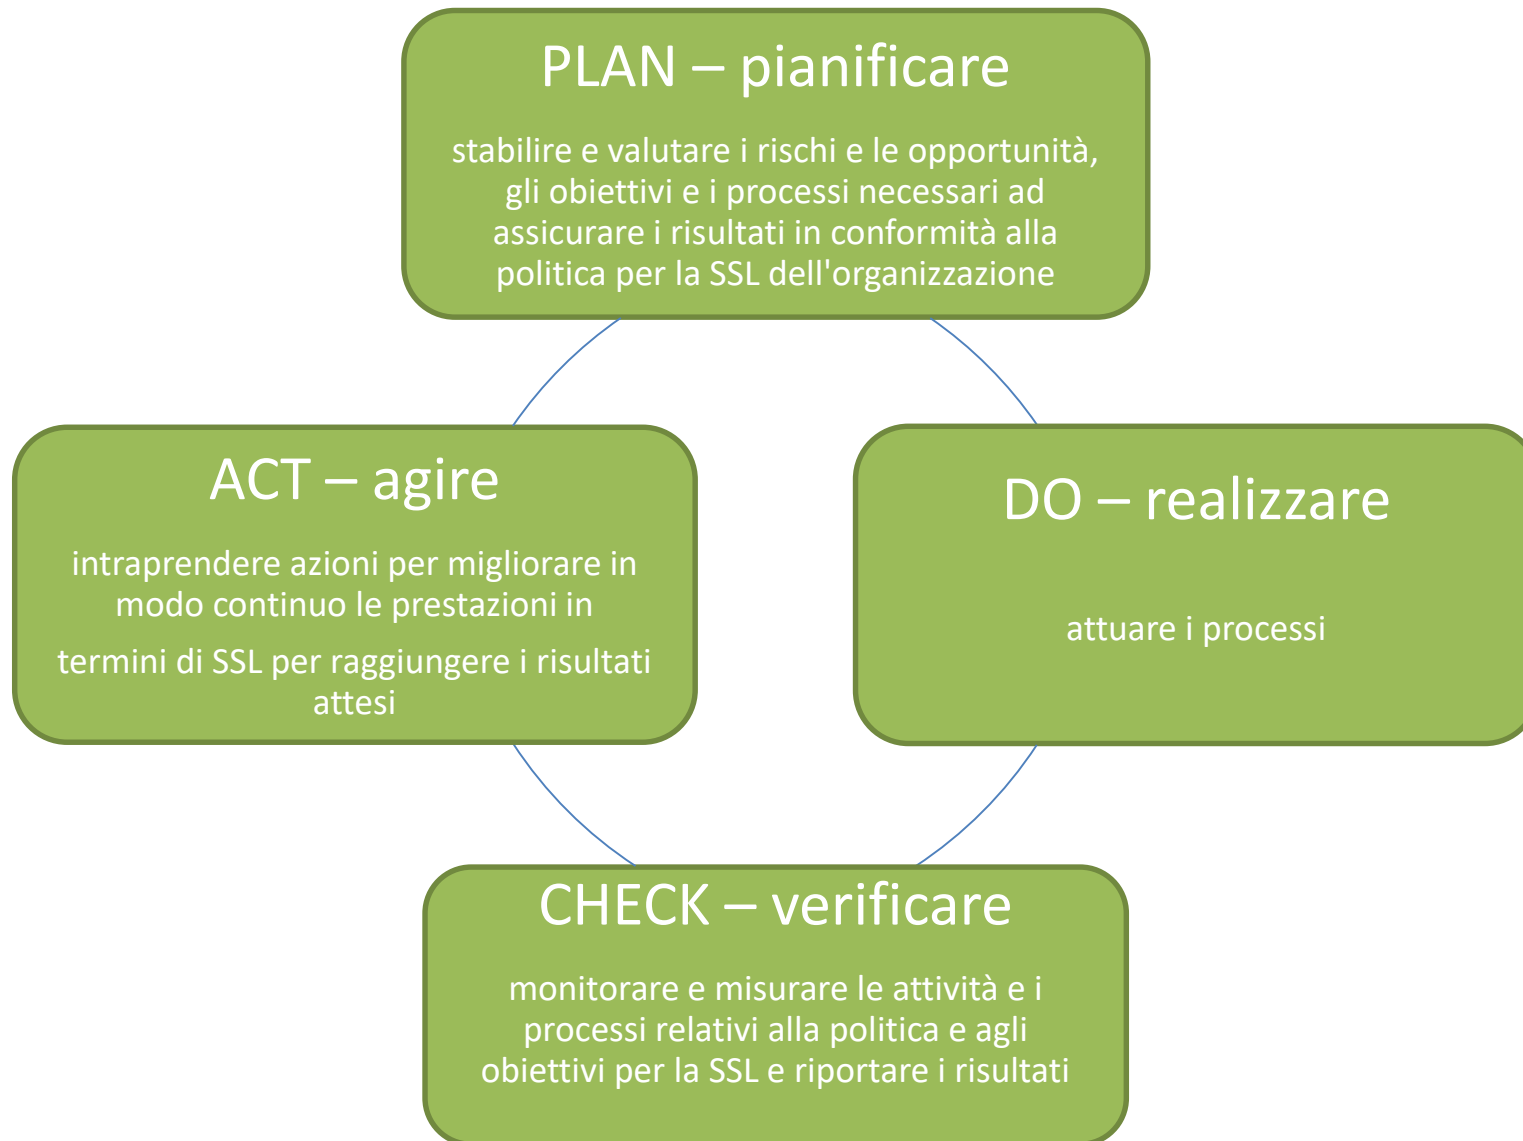 PLAN – pianificare
stabilire e valutare i rischi e le opportunità,
gli obiettivi e i processi necessari ad
assicurare i risultati in conformità alla
politica per la SSL dell'organizzazione
ACT – agire
intraprendere azioni per migliorare in
modo continuo le prestazioni in
termini di SSL per raggiungere i risultati
attesi
DO – realizzare
attuare i processi
CHECK – verificare
monitorare e misurare le attività e i
processi relativi alla politica e agli
obiettivi per la SSL e riportare i risultati